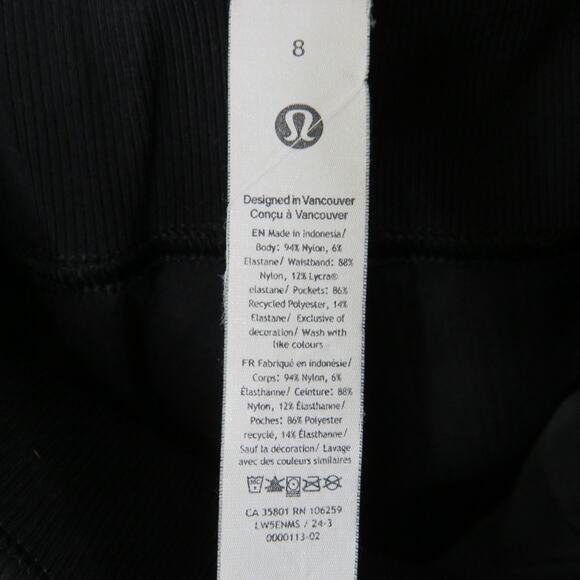 8
Designed in Vancouver
Conçu à Vancouver
EN Made in Indonesia/
Body: 94% Nylon, 6%
Elastane/ Waistband: 88%
Nylon, 12% Lycra®
elastane/ Pockets: 86%
Recycled Polyester, 14%
Elastane/ Exclusive of
decoration/ Wash with
like colours
FR Fabriqué en Indonésie/
Corps: 94% Nylon, 6%
Élasthanne/ Ceinture: 88%
Nylon, 12% Élasthanne/
Poches: 86% Polyester
recyclé, 14% Élasthanne/
Sauf la décoration/ Lavage
avec des couleurs similaires
CA 35801 RN 106259
LW5ENMS / 24-3
0000113-02